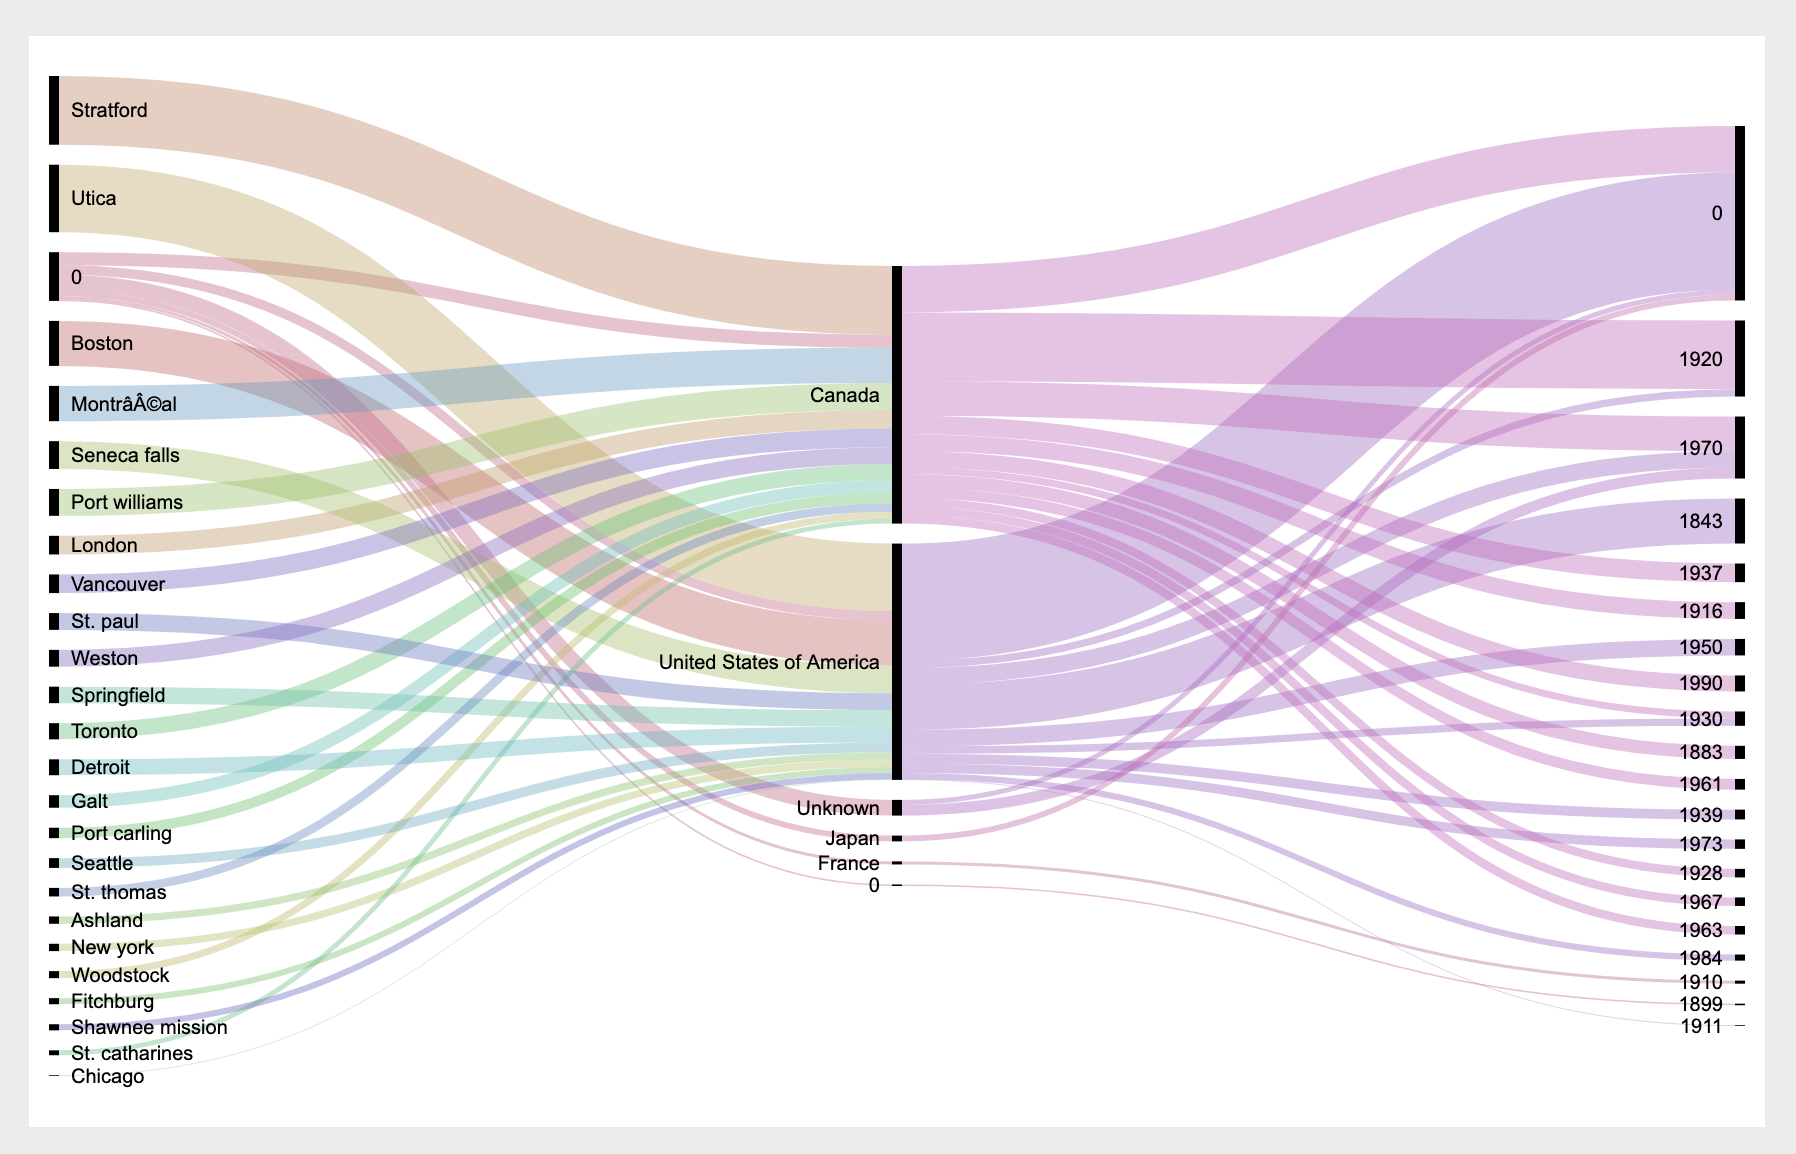 Stratford
Utica
0
Boston
MontrâÂ©al
Seneca falls
Port williams
London
Vancouver
St. paul
Weston
Springfield
Toronto
Detroit
Galt
Port carling
Seattle
St. thomas
Ashland
New york
Woodstock
Fitchburg
Shawnee mission
St. catharines
Chicago
Canada
United States of America
Unknown
Japan
France
0
0
1920
1970
1843
1937
1916
1950
1990
1930
1883
1961
1939
1973
1928
1967
1963
1984
1910
1899
1911